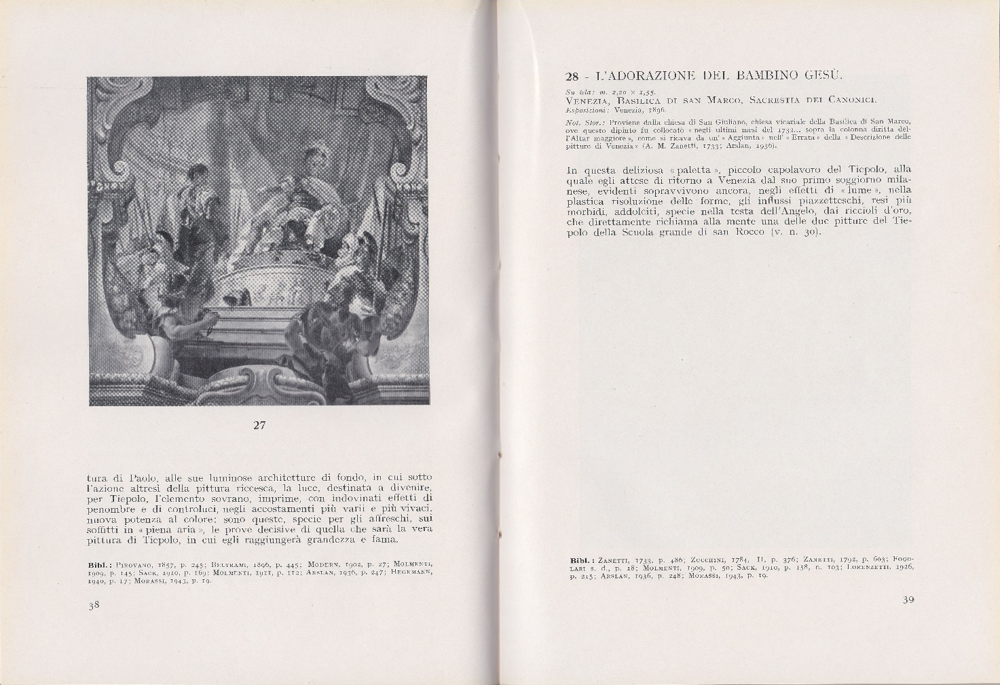 27
tura di Paolo, alle sue luminose architetture di fondo, in cui sotto
l'azione altresì della pittura riccesca, la luce, destinata a divenire,
per Tiepolo, l'elemento sovrano, imprime, con indovinati effetti di
penombre e di controluci, negli accostamenti più varii e più vivaci,
nuova potenza al colore: sono queste, specie per gli affreschi, sui
soffitti in « piena aria », le prove decisive di quella che sarà la vera
pittura di Tiepolo, in cui egli raggiungerà grandezza e fama.
Bibl.: PIROVANO, 1857, p. 245; BELTRAMI, 1896, p. 445; MODERN, 1902, p. 27; MOLMENTI,
1909, p. 145; SACK, 1910, p. 169; MOLMENTI, 1911, p. 112; ARSLAN, 1936, p. 247; HEGEMANN,
1940, p. 17; MORASSI, 1943, p. 19.
38
28 - L'ADORAZIONE DEL BAMBINO GESÙ.
Su tela: m. 2,20 × 1,55.
VENEZIA, BASILICA DI SAN MARCO, SACRESTIA DEI CANONICI.
Esposizioni: Venezia, 1896.
Not. Stor.: Proviene dalla chiesa di San Giuliano, chiesa vicariale della Basilica di San Marco,
ove questo dipinto fu collocato « negli ultimi mesi del 1732... sopra la colonna diritta del-
l'Altar maggiore », come si ricava da un' « Aggiunta » nell' « Errata » della « Descrizione delle
pitture di Venezia » (A. M. Zanetti, 1733; Arslan, 1936).
In questa deliziosa « paletta », piccolo capolavoro del Tiepolo, alla
quale egli attese di ritorno a Venezia dal suo primo soggiorno mila-
nese, evidenti sopravvivono ancora, negli effetti di « lume », nella
plastica risoluzione delle forme, gli influssi piazzetteschi, resi più
morbidi, addolciti, specie nella testa dell'Angelo, dai riccioli d'oro,
che direttamente richiama alla mente una delle due pitture del Tie-
polo della Scuola grande di san Rocco (v. n. 30).
Bibl.: ZANETTI, 1733, p. 486; ZUCCHINI, 1784, II, p. 376; ZANETTI, 1792, p. 603; FOGO-
LARI s. d., p. 18; MOLMENTI, 1909, p. 50; SACK, 1910, p. 158, n. 103; LORENZETTI, 1926,
p. 215; ARSLAN, 1936, p. 248; MORASSI, 1943, p. 19.
39